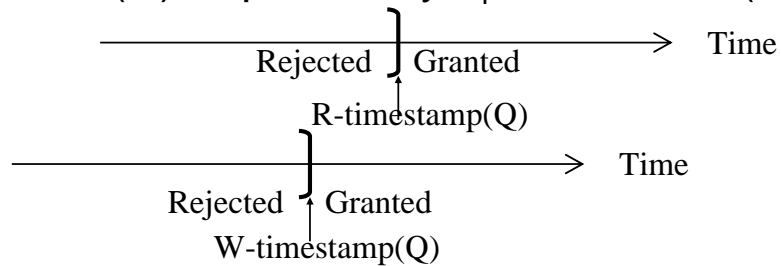 Time
Rejected Granted
R-timestamp(Q)
Time
Rejected Granted
W-timestamp(Q)